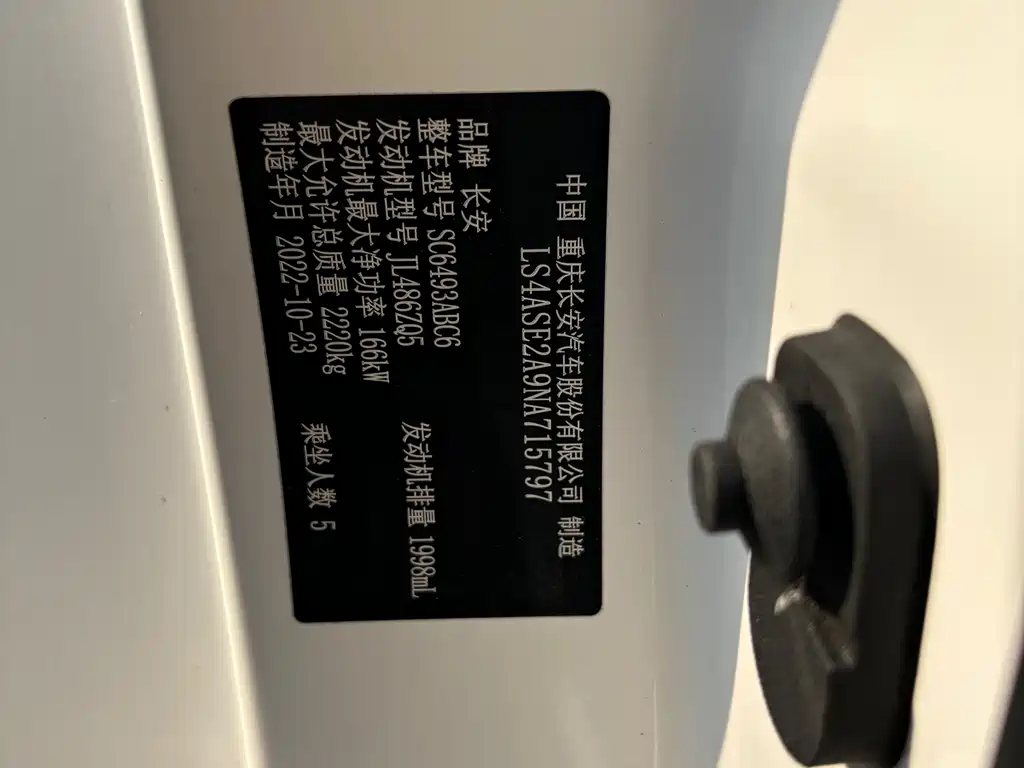 中国 重庆长安汽车股份有限公司 制造
LS4ASE2A9NA715797
品牌 长安
整车型号 SC6493ABC6
发动机型号 JL486ZQ5 发动机排量 1998mL
发动机最大净功率 166kW
最大允许总质量 2220kg 乘坐人数 5
制造年月 2022-10-23